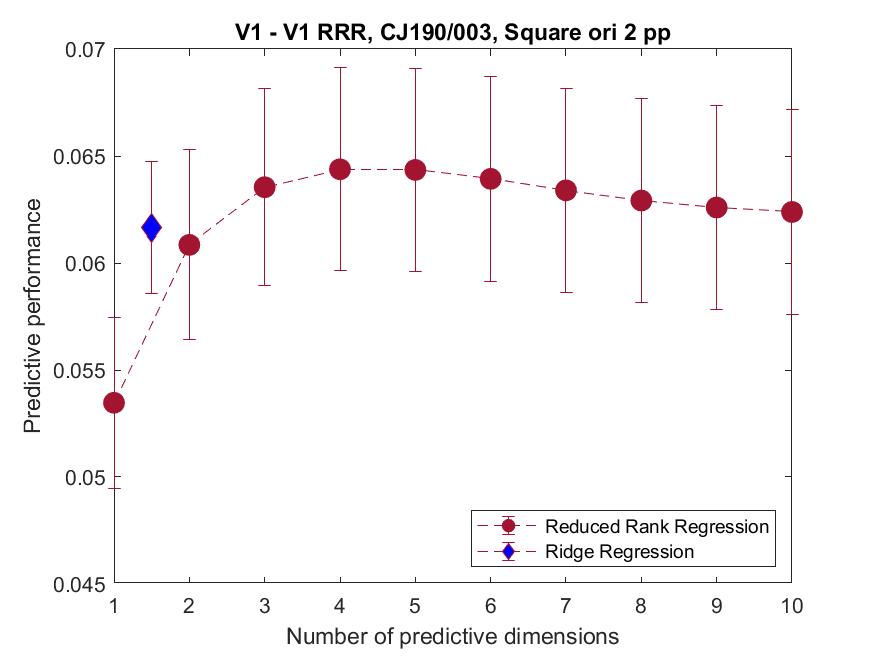 V1 - V1 RRR, CJ190/003, Square ori 2 pp
0.07
0.065
0.06
0.055
0.05
0.045
Predictive performance
1 2 3 4 5 6 7 8 9 10
Number of predictive dimensions
Reduced Rank Regression
Ridge Regression